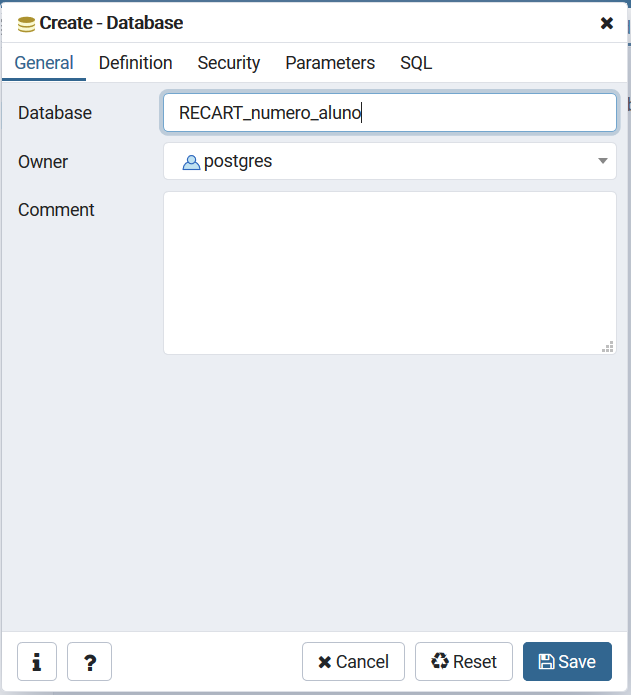 Create - Database
General Definition Security Parameters SQL
Database RECART_numero_aluno
Owner postgres
Comment
i ? Cancel Reset Save